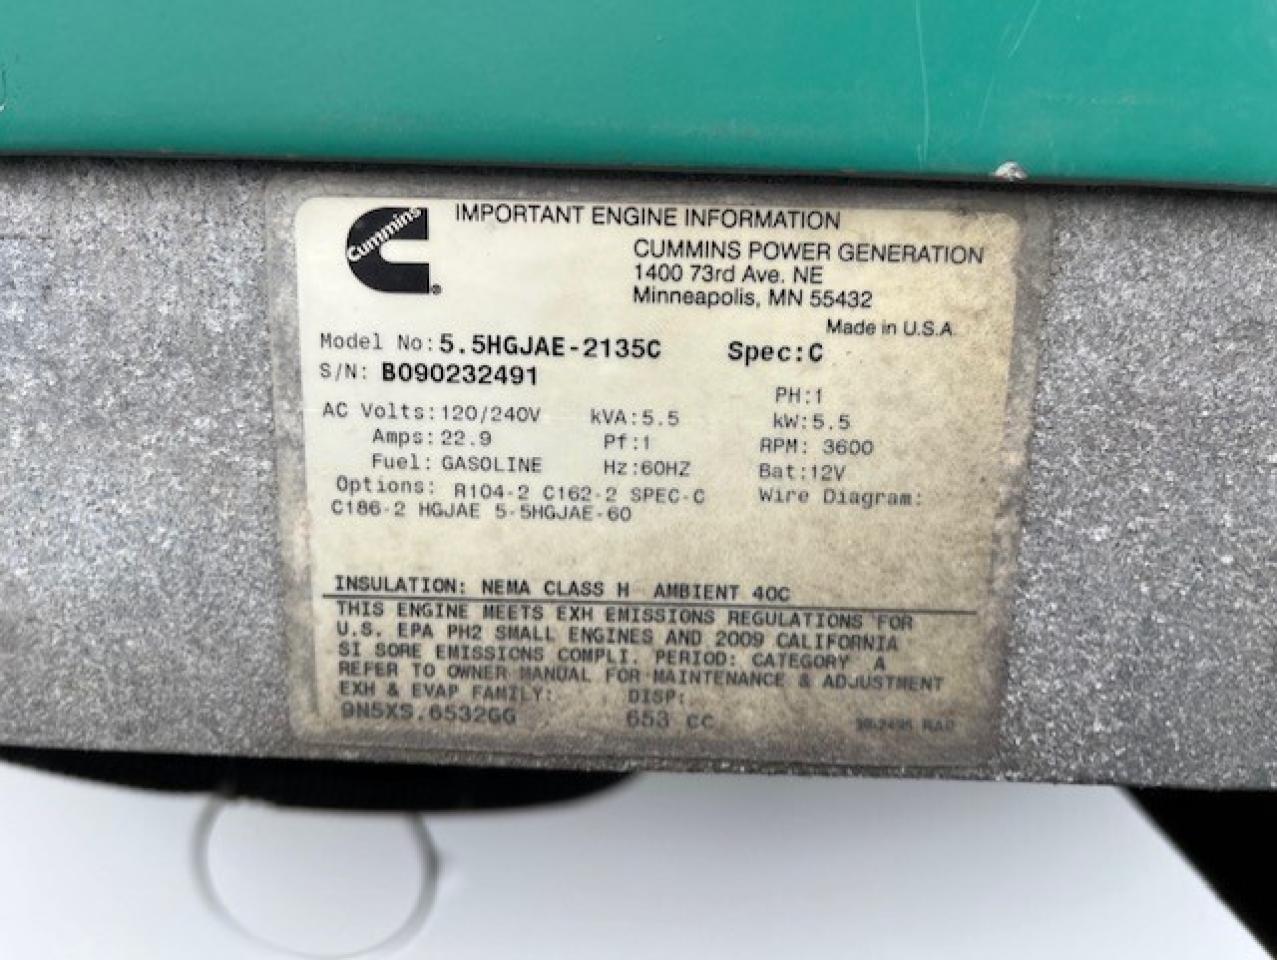 Cummins
IMPORTANT ENGINE INFORMATION
CUMMINS POWER GENERATION
1400 73rd Ave. NE
Minneapolis, MN 55432
Made in U.S.A.
Model No: 5.5HGJAE-2135C Spec: C
S/N: B090232491
PH:1
AC Volts: 120/240V kVA: 5.5 kW: 5.5
Amps: 22.9 Pf: 1 RPM: 3600
Fuel: GASOLINE Hz: 60HZ Bat: 12V
Options: R104-2 C162-2 SPEC-C Wire Diagram:
C186-2 HGJAE 5-5HGJAE-60
INSULATION: NEMA CLASS H AMBIENT 40C
THIS ENGINE MEETS EXH EMISSIONS REGULATIONS FOR
U.S. EPA PH2 SMALL ENGINES AND 2009 CALIFORNIA
SI SORE EMISSIONS COMPLI. PERIOD: CATEGORY A
REFER TO OWNER MANUAL FOR MAINTENANCE & ADJUSTMENT
EXH & EVAP FAMILY: DISP:
9N5XS.6532GG 653 cc